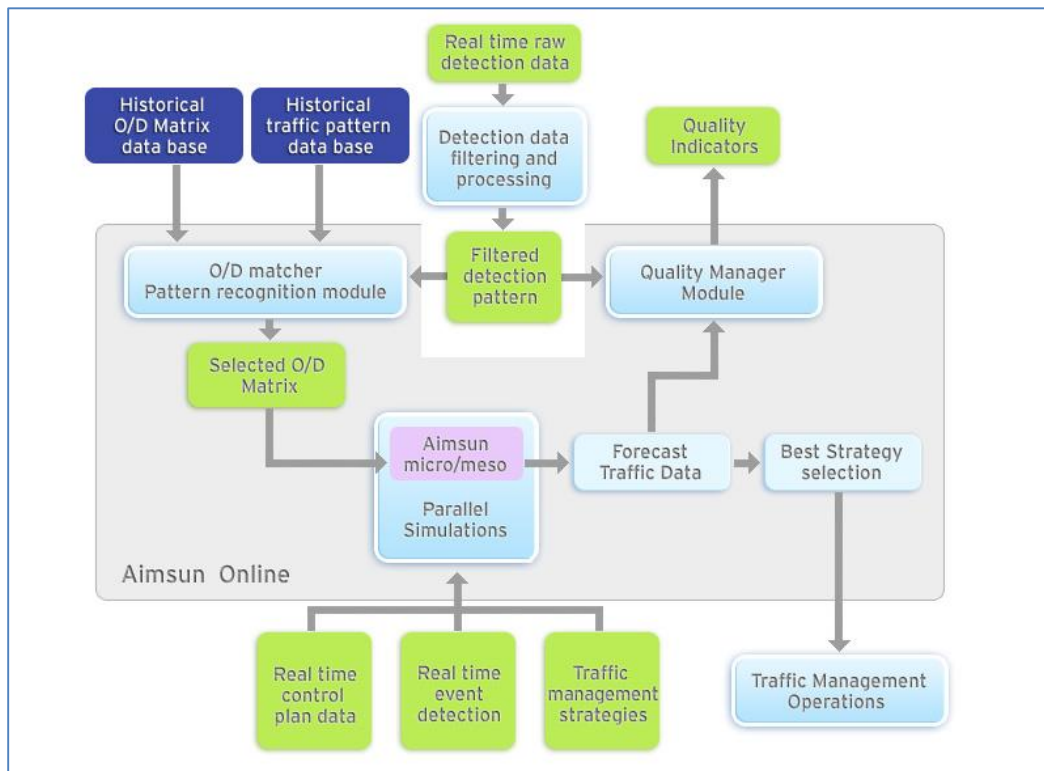 Real time raw
detection data
Historical
O/D Matrix
data base
Historical
traffic pattern
data base
Detection data
filtering and
processing
Quality
Indicators
O/D matcher
Pattern recognition module
Filtered
detection
pattern
Quality Manager
Module
Selected O/D
Matrix
Aimsun
micro/meso
Parallel
Simulations
Forecast
Traffic Data
Best Strategy
selection
Aimsun Online
Real time
control
plan data
Real time
event
detection
Traffic
management
strategies
Traffic Management
Operations